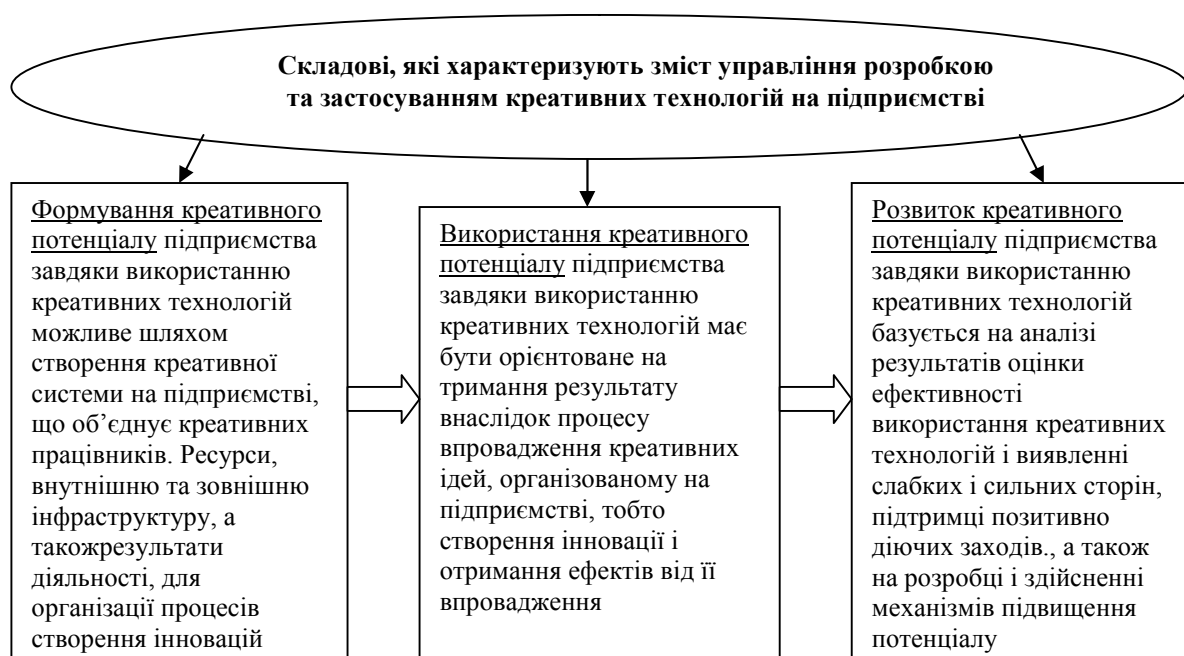 Складові, які характеризують зміст управління розробкою
та застосуванням креативних технологій на підприємстві
Формування креативного
потенціалу підприємства
завдяки використанню
креативних технологій
можливе шляхом
створення креативної
системи на підприємстві,
що об’єднує креативних
працівників. Ресурси,
внутнішню та зовнішню
інфраструктуру, а
такожрезультати
діяльності, для
організації процесів
створення інновацій
Використання креативного
потенціалу підприємства
завдяки використанню
креативних технологій має
бути орієнтоване на
тримання результату
внаслідок процесу
впровадження креативних
ідей, організованому на
підприємстві, тобто
створення інновації і
отримання ефектів від її
впровадження
Розвиток креативного
потенціалу підприємства
завдяки використанню
креативних технологій
базується на аналізі
результатів оцінки
ефективності
використання креативних
технологій і виявленні
слабких і сильних сторін,
підтримці позитивно
діючих заходів., а також
на розробці і здійсненні
механізмів підвищення
потенціалу